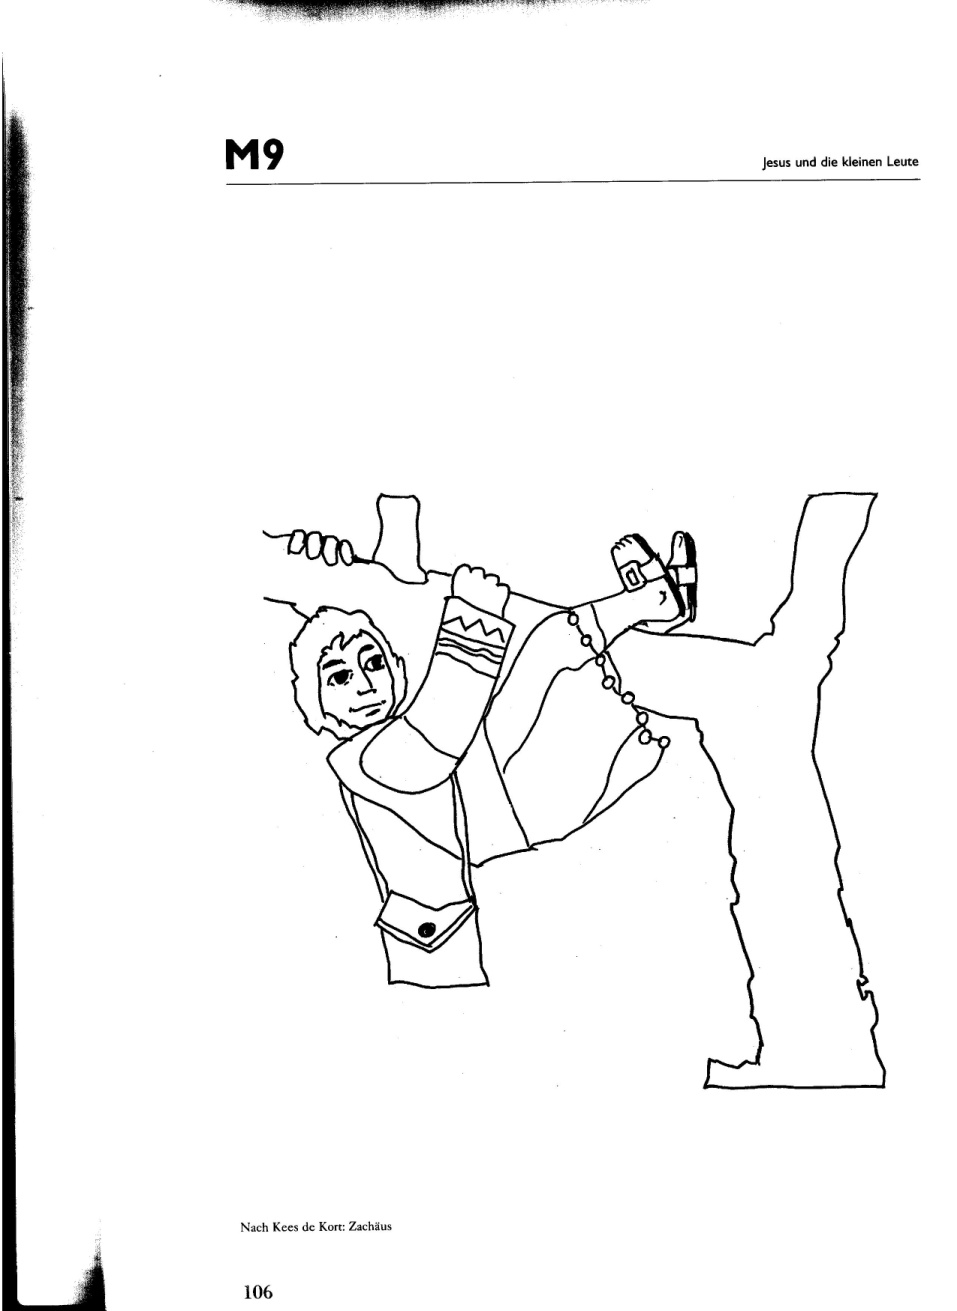 M9
Jesus und die kleinen Leute
Nach Kees de Kort: Zachäus
106